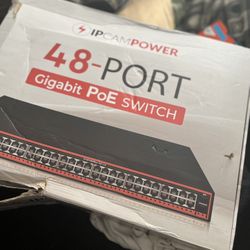 IPCAMPOWER
48-PORT
Gigabit PoE SWITCH